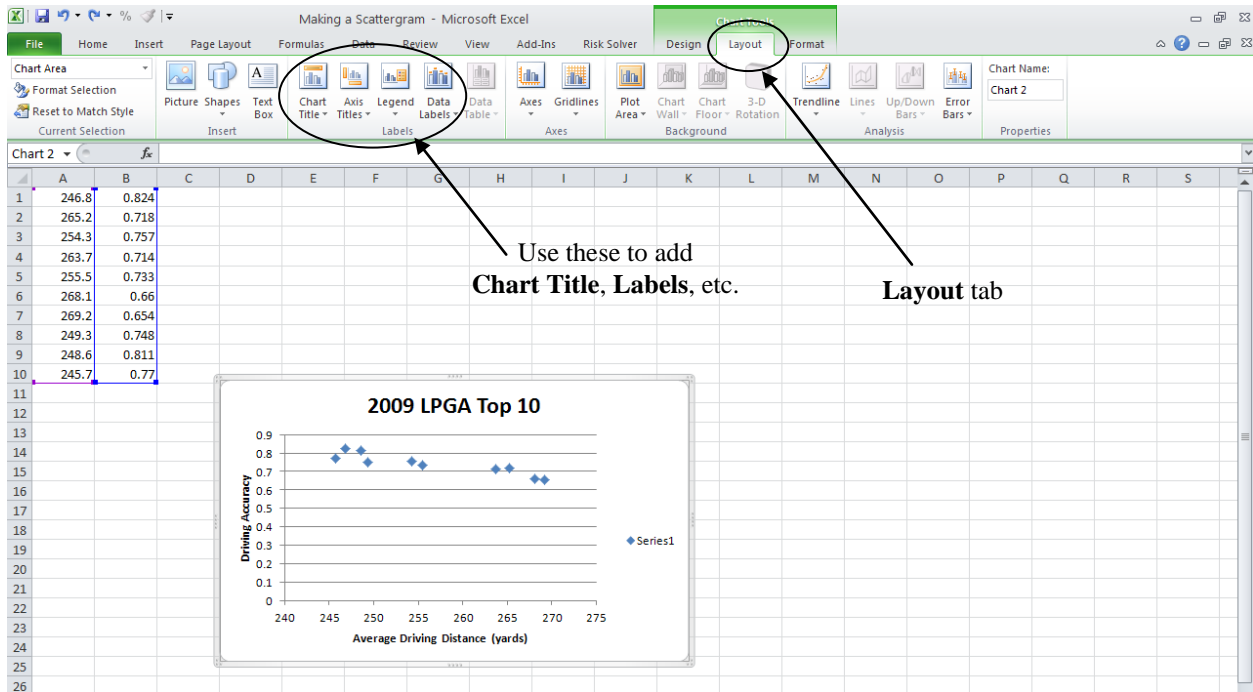 Making a Scattergram - Microsoft Excel
Chart Tools
File Home Insert Page Layout Formulas Data Review View Add-Ins Risk Solver Design Layout Format
Chart Area
Format Selection
Reset to Match Style
Current Selection
Picture Shapes Text Box
Insert
Chart Title Axis Titles Legend Data Labels Data Table
Labels
Axes Gridlines
Axes
Plot Area Chart Wall Chart Floor 3-D Rotation
Background
Trendline Lines Up/Down Bars Error Bars
Analysis
Chart Name:
Chart 2
Properties
Chart 2 fx
A B C D E F G H I J K L M N O P Q R S
1 246.8 0.824
2 265.2 0.718
3 254.3 0.757
4 263.7 0.714
5 255.5 0.733
6 268.1 0.66
7 269.2 0.654
8 249.3 0.748
9 248.6 0.811
10 245.7 0.77
11
12
13
14
15
16
17
18
19
20
21
22
23
24
25
26
Use these to add
Chart Title, Labels, etc.
Layout tab
2009 LPGA Top 10
Driving Accuracy
0.9
0.8
0.7
0.6
0.5
0.4
0.3
0.2
0.1
0
240 245 250 255 260 265 270 275
Average Driving Distance (yards)
Series1